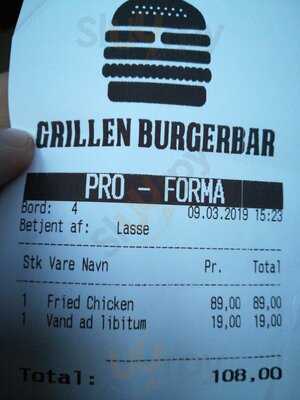 GRILLEN BURGERBAR
PRO - FORMA
Bord: 4 09.03.2019 15:23
Betjent af: Lasse
Stk Vare Navn Pr. Total
1 Fried Chicken 89,00 89,00
1 Vand ad libitum 19,00 19,00
Total: 108,00